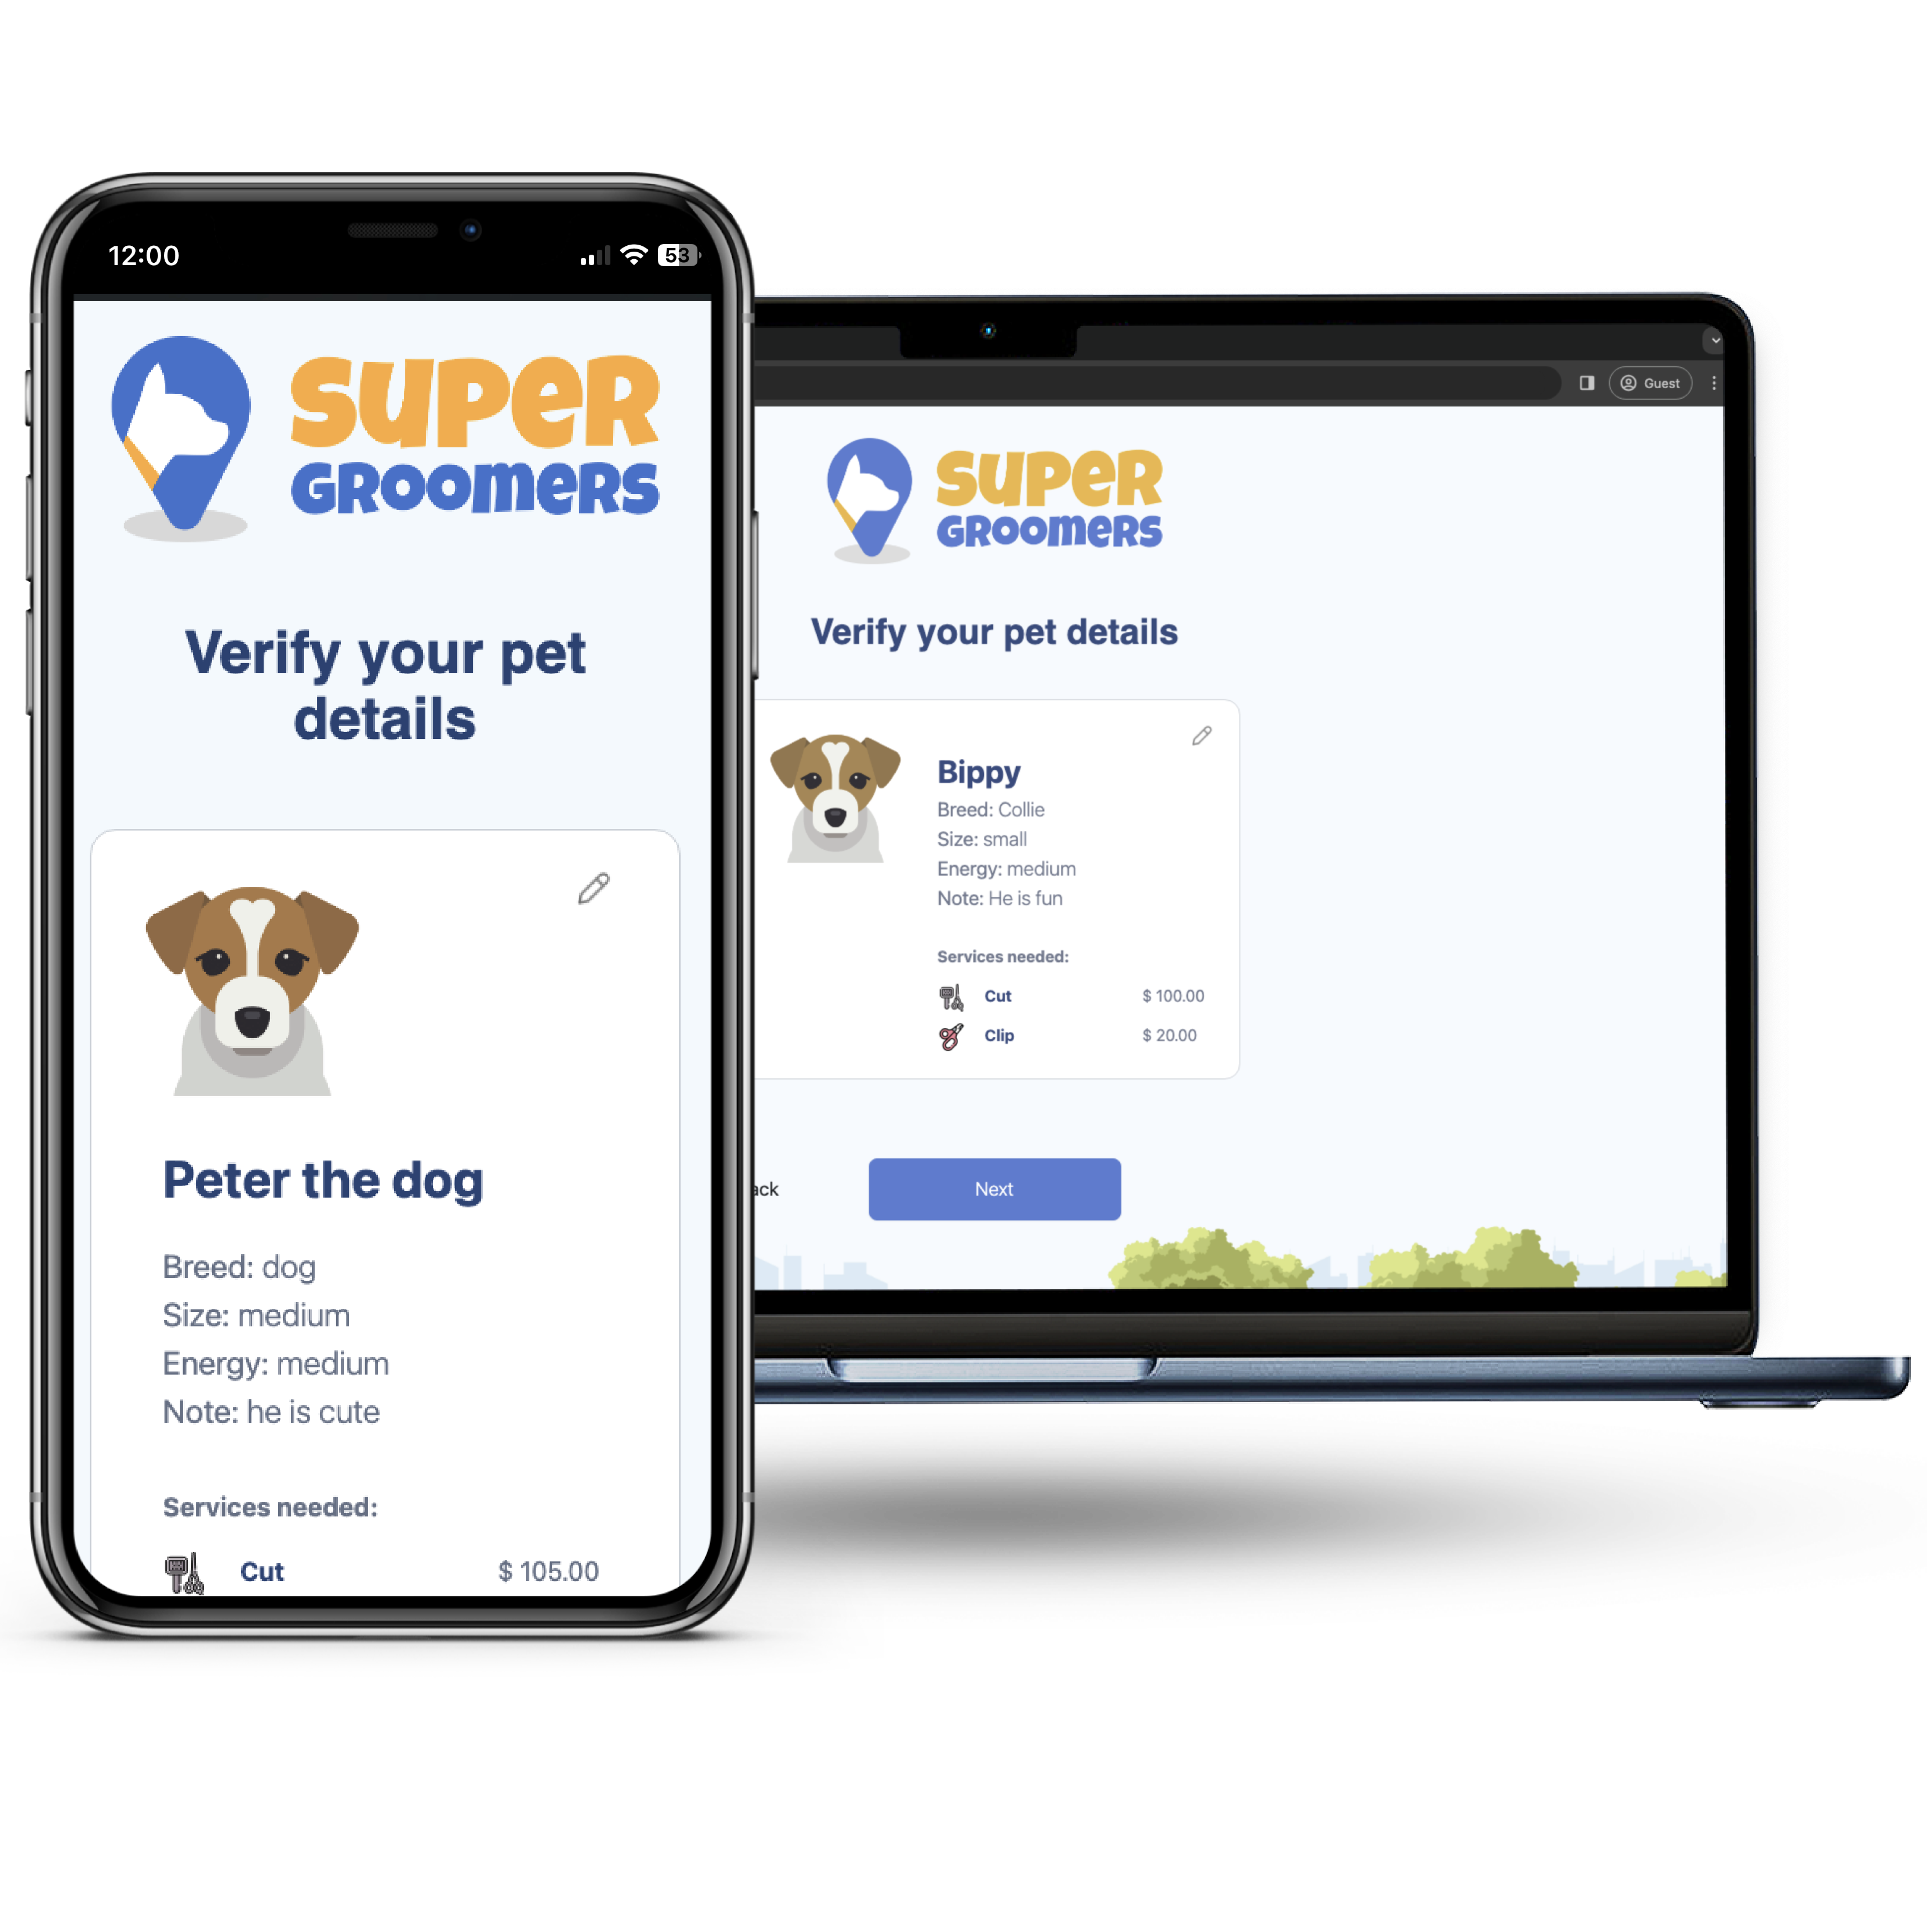 12:00
53
SUPER
GROOMERS
Verify your pet
details
Peter the dog
Breed: dog
Size: medium
Energy: medium
Note: he is cute
Services needed:
Cut $ 105.00
Guest
SUPER
GROOMERS
Verify your pet details
Bippy
Breed: Collie
Size: small
Energy: medium
Note: He is fun
Services needed:
Cut $ 100.00
Clip $ 20.00
ack Next